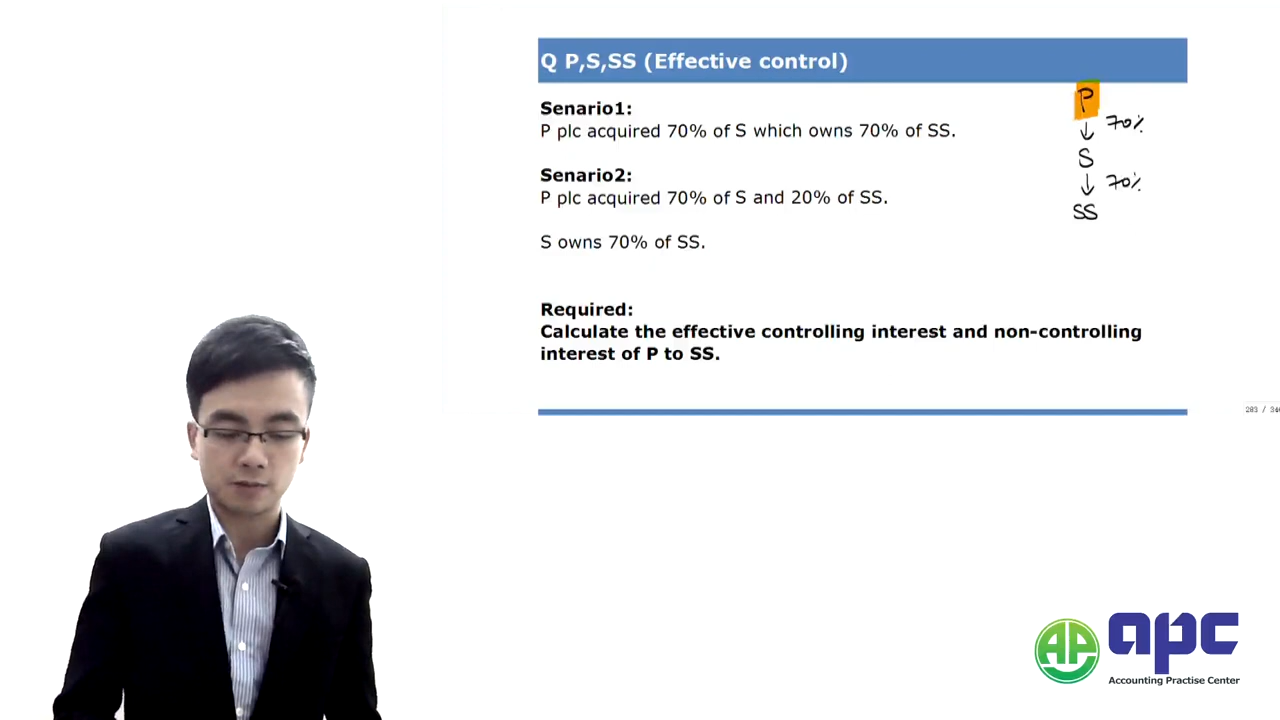 Q P,S,SS (Effective control)
Senario1:
P plc acquired 70% of S which owns 70% of SS.
Senario2:
P plc acquired 70% of S and 20% of SS.
S owns 70% of SS.
Required:
Calculate the effective controlling interest and non-controlling
interest of P to SS.
P
70%
S
70%
SS
AP apc
Accounting Practise Center